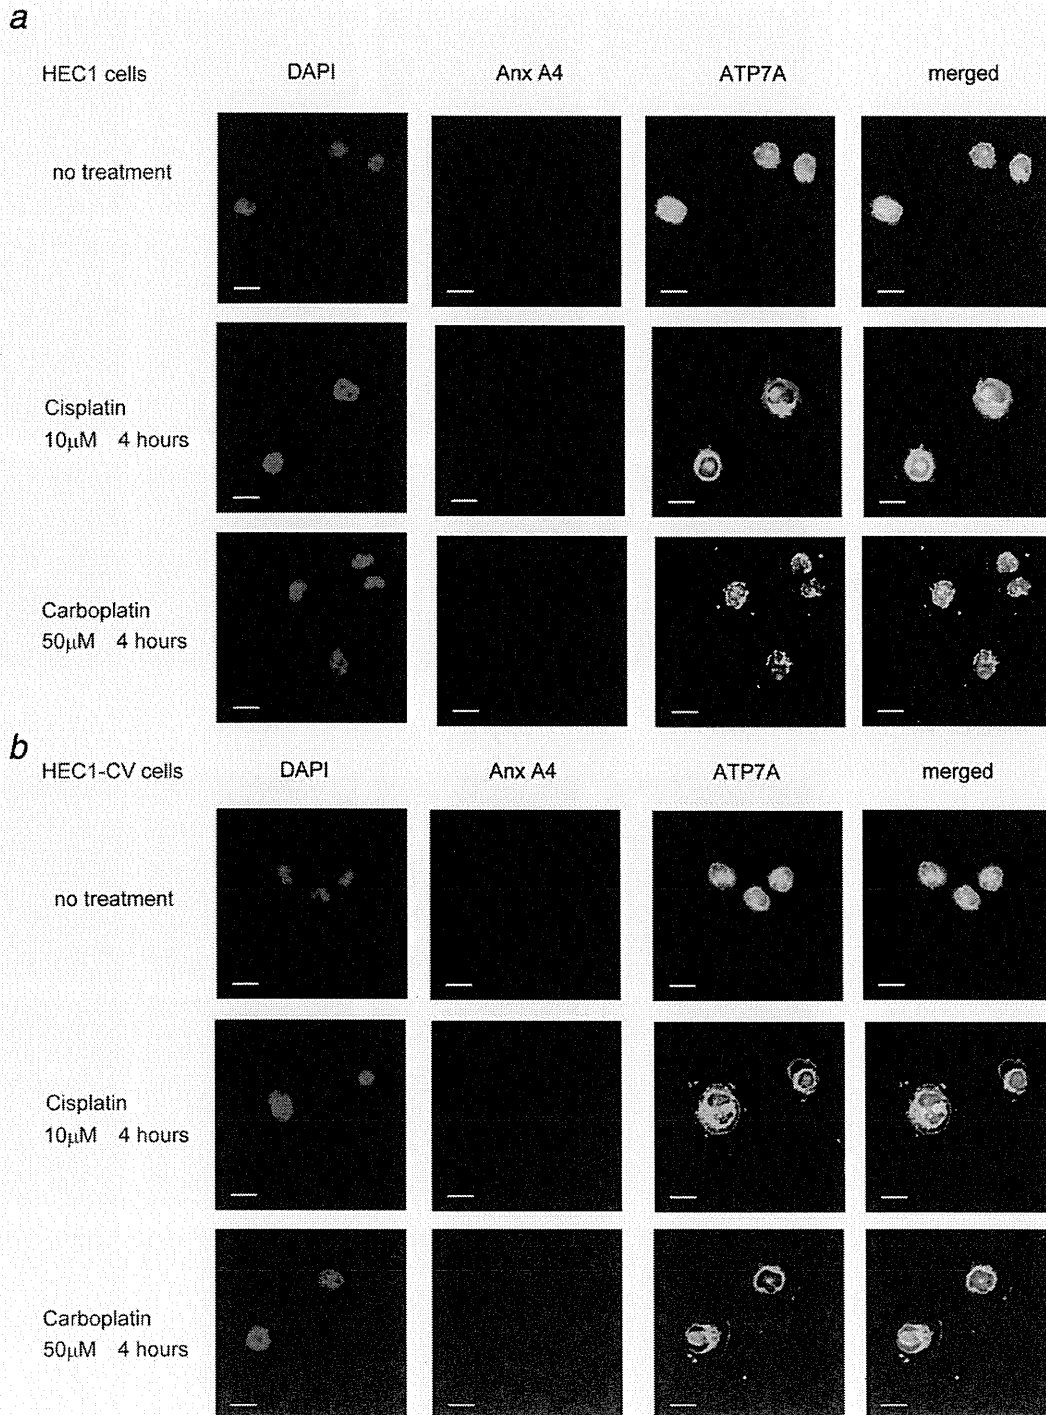 a
HEC1 cells DAPI Anx A4 ATP7A merged
no treatment
Cisplatin
10µM 4 hours
Carboplatin
50µM 4 hours
b
HEC1-CV cells DAPI Anx A4 ATP7A merged
no treatment
Cisplatin
10µM 4 hours
Carboplatin
50µM 4 hours